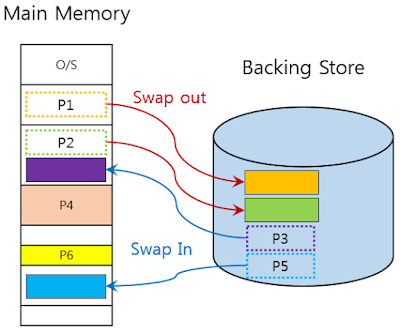 Main Memory
O/S
Backing Store
P1
Swap out
P2
P4
P3
P6
Swap In
P5